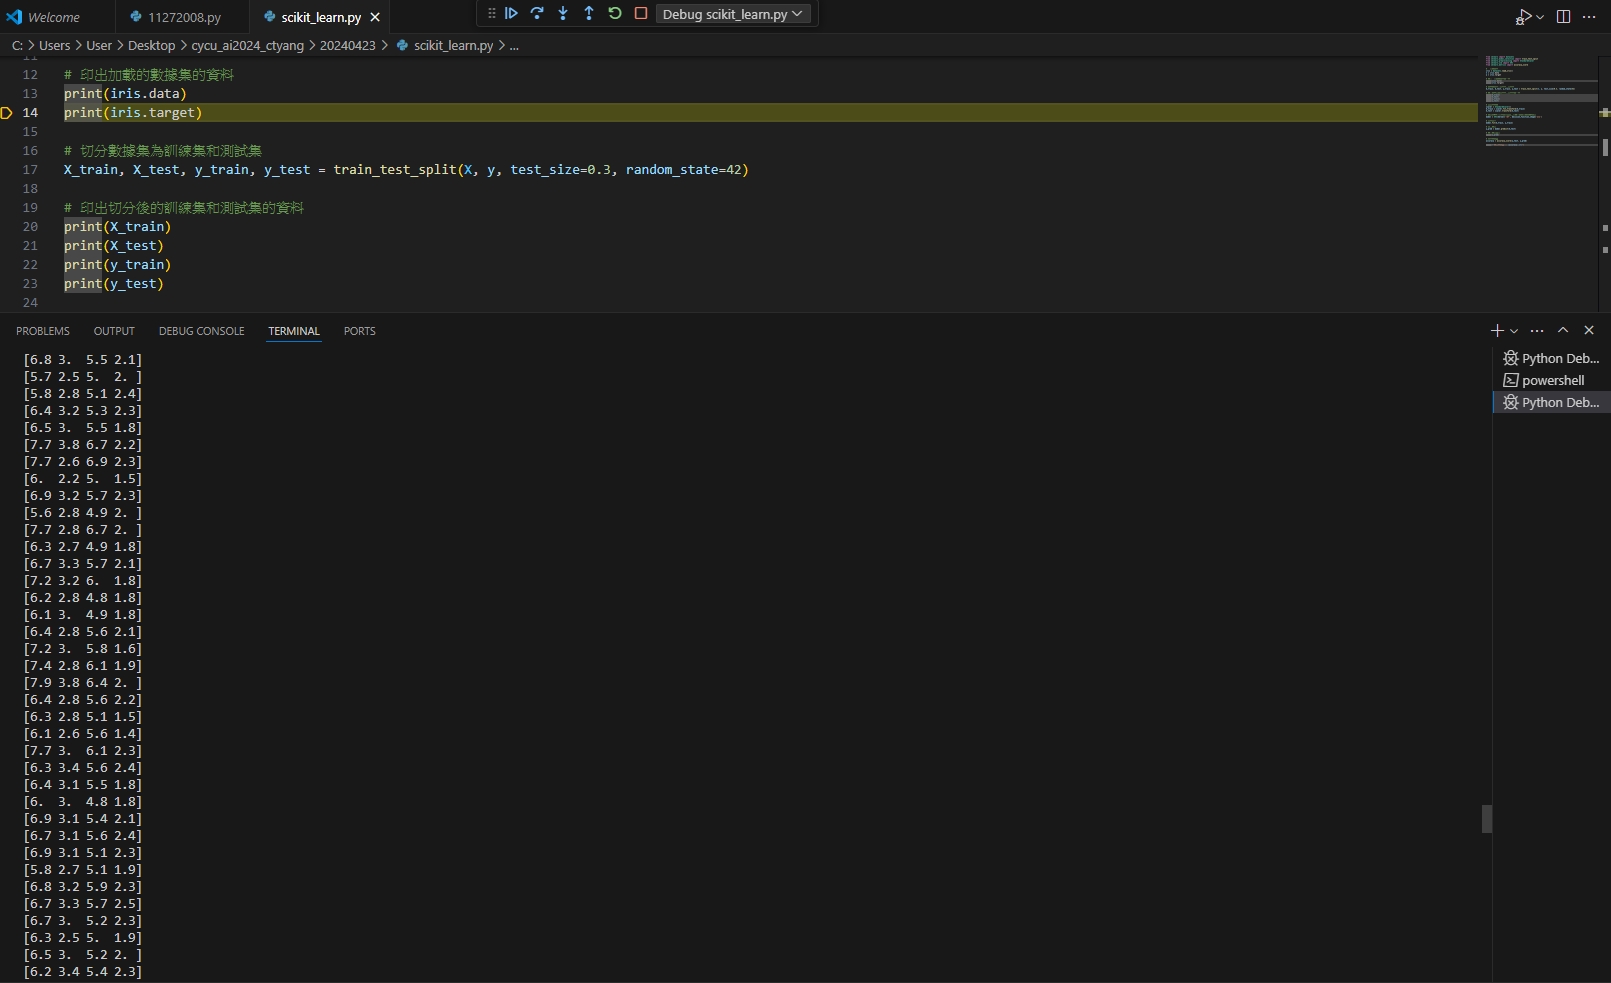 Welcome
11272008.py
scikit_learn.py
Debug scikit_learn.py
C: > Users > User > Desktop > cycu_ai2024_ctyang > 20240423 > scikit_learn.py > ...
11
12 # 印出加載的數據集的資料
13 print(iris.data)
14 print(iris.target)
15
16 # 切分數據集為訓練集和測試集
17 X_train, X_test, y_train, y_test = train_test_split(X, y, test_size=0.3, random_state=42)
18
19 # 印出切分後的訓練集和測試集的資料
20 print(X_train)
21 print(X_test)
22 print(y_train)
23 print(y_test)
24
PROBLEMS OUTPUT DEBUG CONSOLE TERMINAL PORTS
Python Deb...
powershell
Python Deb...
[6.8 3.  5.5 2.1]
[5.7 2.5 5.  2. ]
[5.8 2.8 5.1 2.4]
[6.4 3.2 5.3 2.3]
[6.5 3.  5.5 1.8]
[7.7 3.8 6.7 2.2]
[7.7 2.6 6.9 2.3]
[6.  2.2 5.  1.5]
[6.9 3.2 5.7 2.3]
[5.6 2.8 4.9 2. ]
[7.7 2.8 6.7 2. ]
[6.3 2.7 4.9 1.8]
[6.7 3.3 5.7 2.1]
[7.2 3.2 6.  1.8]
[6.2 2.8 4.8 1.8]
[6.1 3.  4.9 1.8]
[6.4 2.8 5.6 2.1]
[7.2 3.  5.8 1.6]
[7.4 2.8 6.1 1.9]
[7.9 3.8 6.4 2. ]
[6.4 2.8 5.6 2.2]
[6.3 2.8 5.1 1.5]
[6.1 2.6 5.6 1.4]
[7.7 3.  6.1 2.3]
[6.3 3.4 5.6 2.4]
[6.4 3.1 5.5 1.8]
[6.  3.  4.8 1.8]
[6.9 3.1 5.4 2.1]
[6.7 3.1 5.6 2.4]
[6.9 3.1 5.1 2.3]
[5.8 2.7 5.1 1.9]
[6.8 3.2 5.9 2.3]
[6.7 3.3 5.7 2.5]
[6.7 3.  5.2 2.3]
[6.3 2.5 5.  1.9]
[6.5 3.  5.2 2. ]
[6.2 3.4 5.4 2.3]